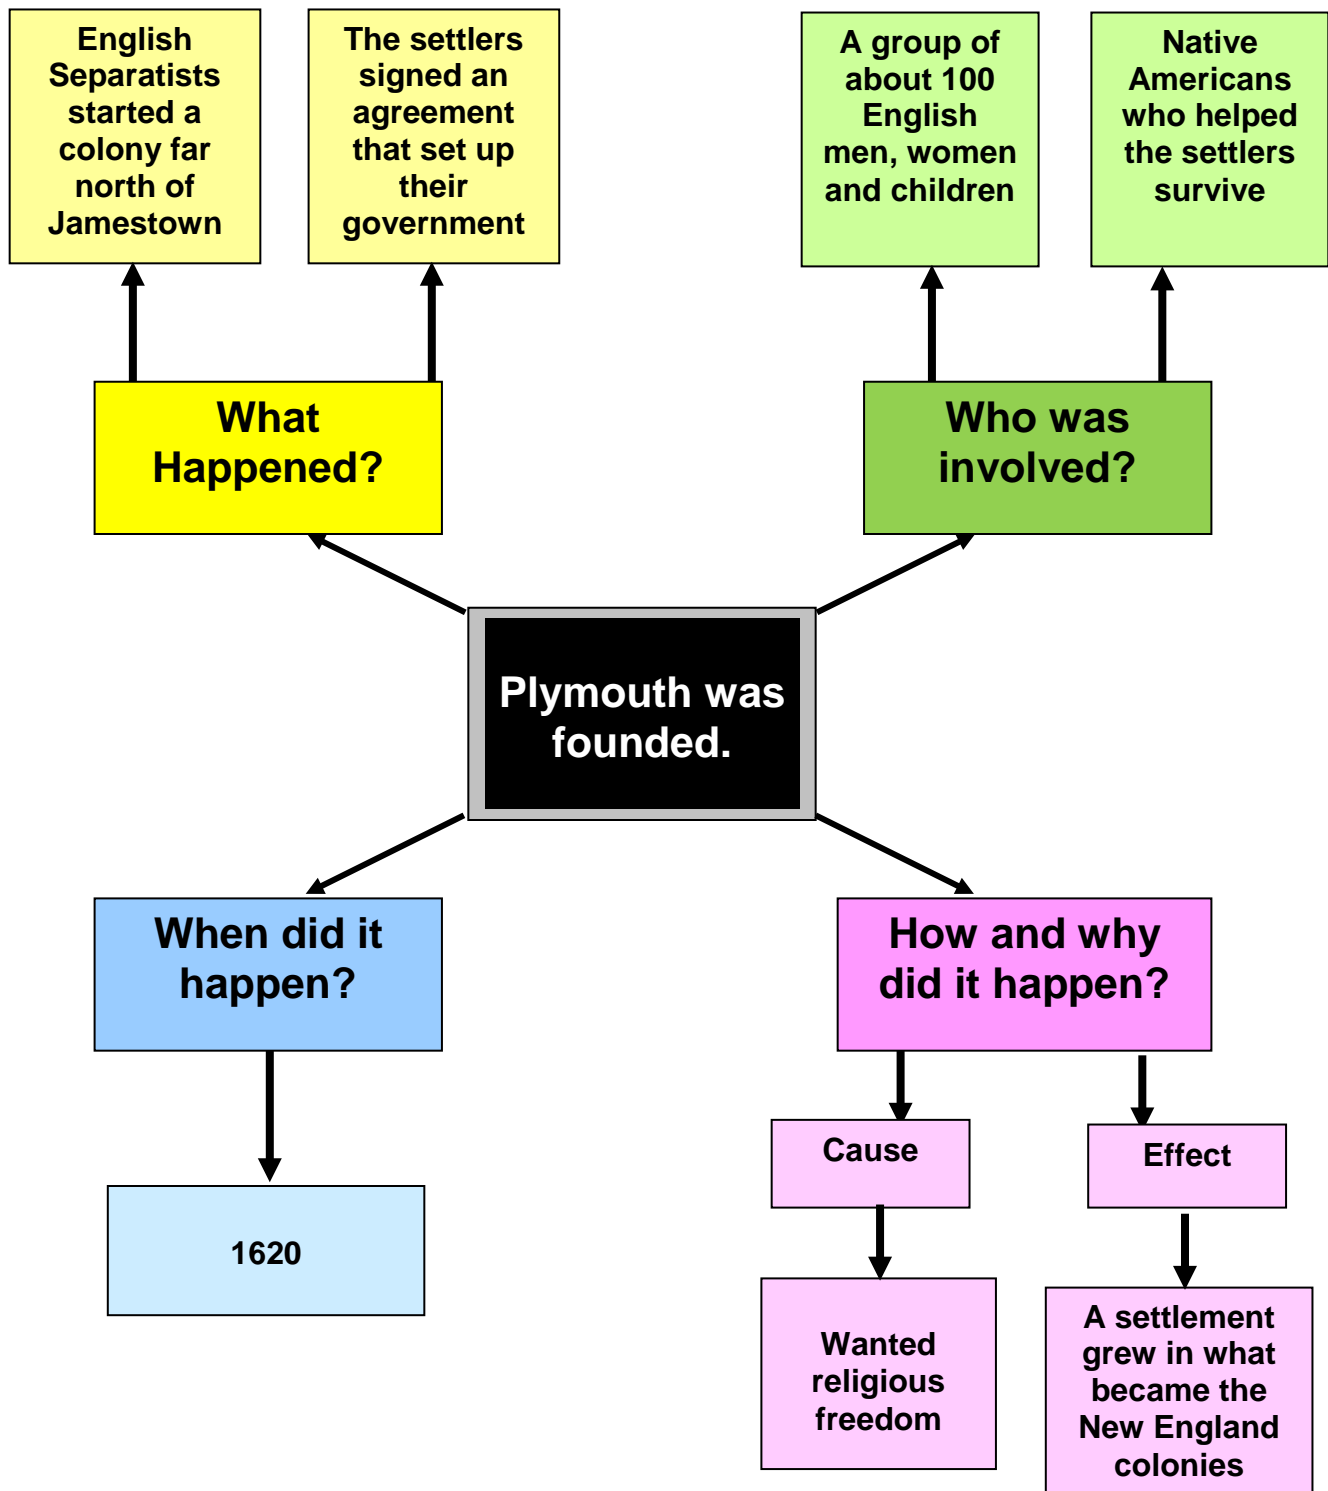 English
Separatists
started a
colony far
north of
Jamestown
The settlers
signed an
agreement
that set up
their
government
A group of
about 100
English
men, women
and children
Native
Americans
who helped
the settlers
survive
What
Happened?
Who was
involved?
Plymouth was
founded.
When did it
happen?
How and why
did it happen?
Cause
Effect
1620
Wanted
religious
freedom
A settlement
grew in what
became the
New England
colonies